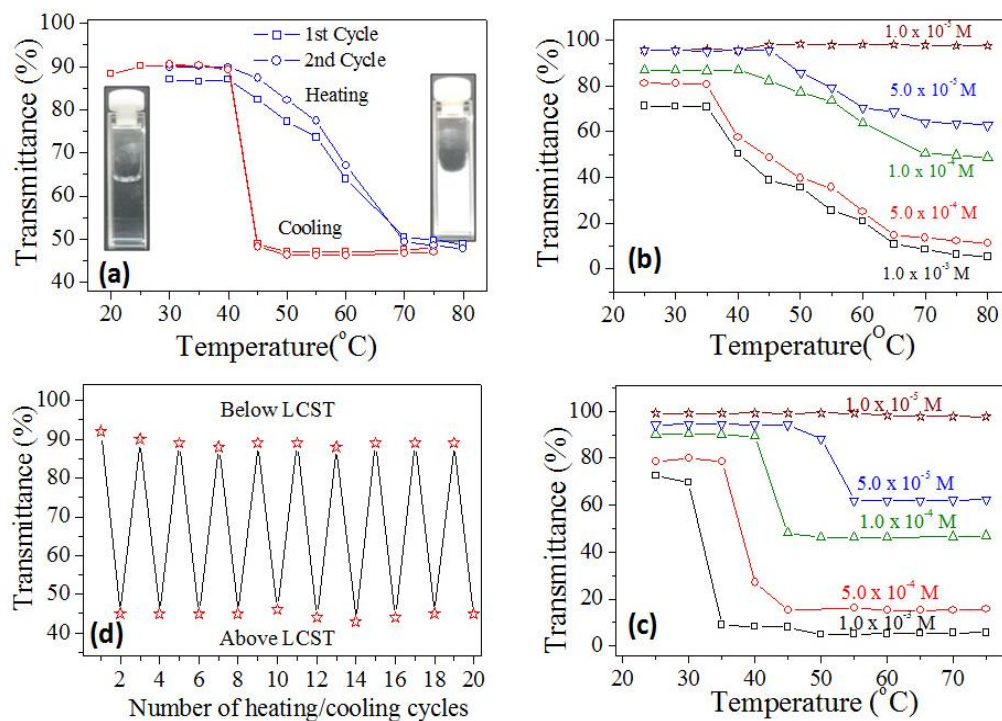 100
90
80
70
60
50
40
Transmittance (%)
1st Cycle
2nd Cycle
Heating
Cooling
(a)
20 30 40 50 60 70 80
Temperature(°C)
100
80
60
40
20
0
Transmittance (%)
1.0 x 10⁻⁵ M
5.0 x 10⁻⁵ M
1.0 x 10⁻⁴ M
5.0 x 10⁻⁴ M
1.0 x 10⁻³ M
(b)
20 30 40 50 60 70 80
Temperature(ᴼC)
100
90
80
70
60
50
40
Transmittance (%)
Below LCST
Above LCST
(d)
2 4 6 8 10 12 14 16 18 20
Number of heating/cooling cycles
100
80
60
40
20
0
Transmittance (%)
1.0 x 10⁻⁵ M
5.0 x 10⁻⁵ M
1.0 x 10⁻⁴ M
5.0 x 10⁻⁴ M
1.0 x 10⁻³ M
(c)
20 30 40 50 60 70
Temperature (°C)